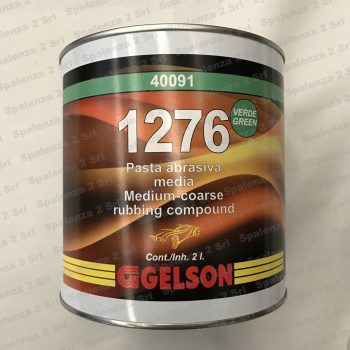 40091
1276
VERDE
GREEN
Pasta abrasiva
media
Medium-coarse
rubbing compound
Cont./Inh. 2 l.
GELSON
Spalenza 2 Srl